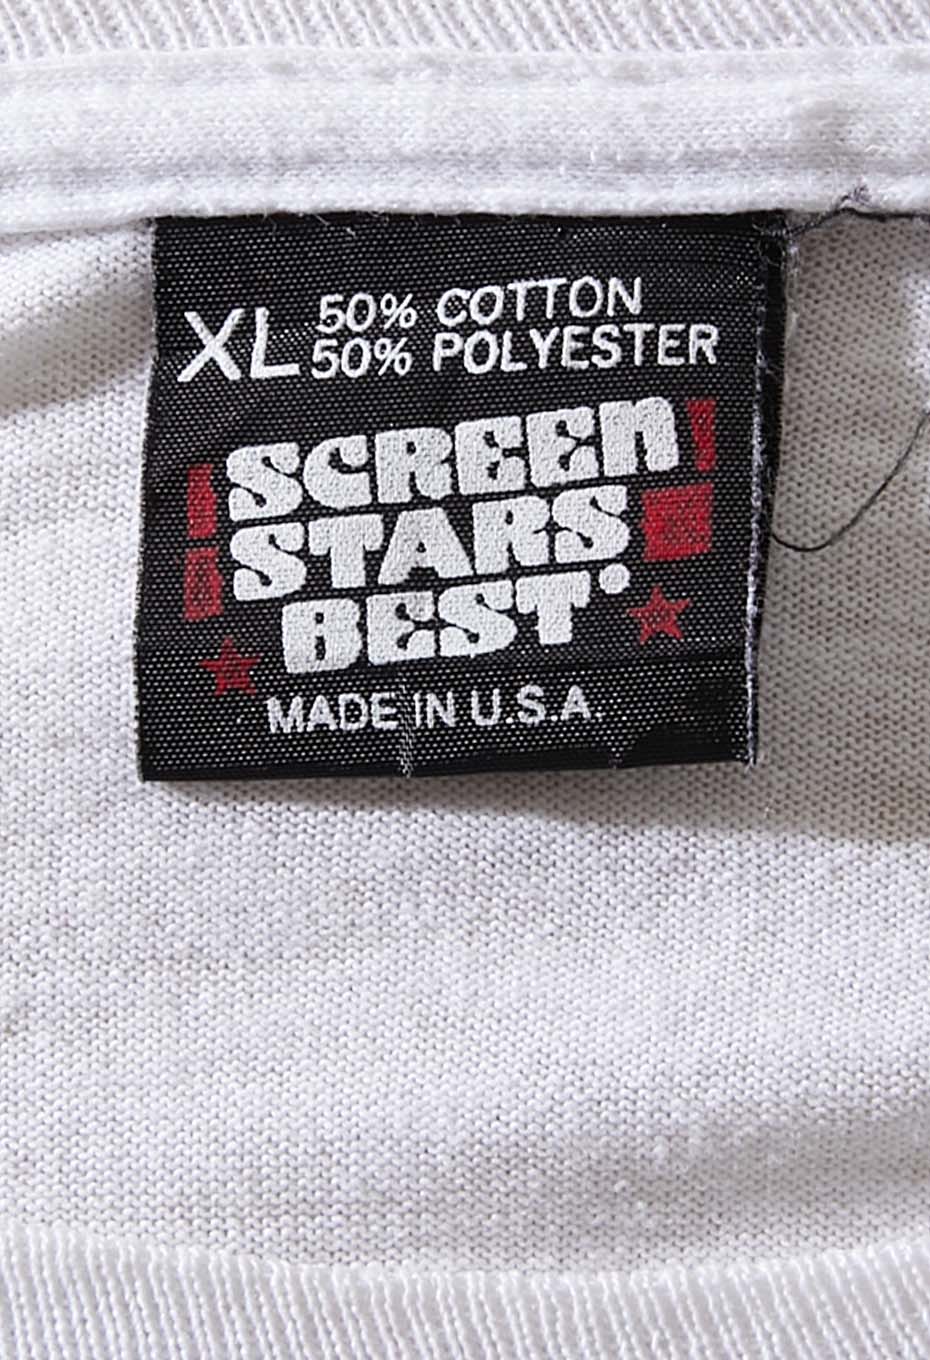 XL 50% COTTON
50% POLYESTER
SCREEN
STARS
BEST
MADE IN U.S.A.